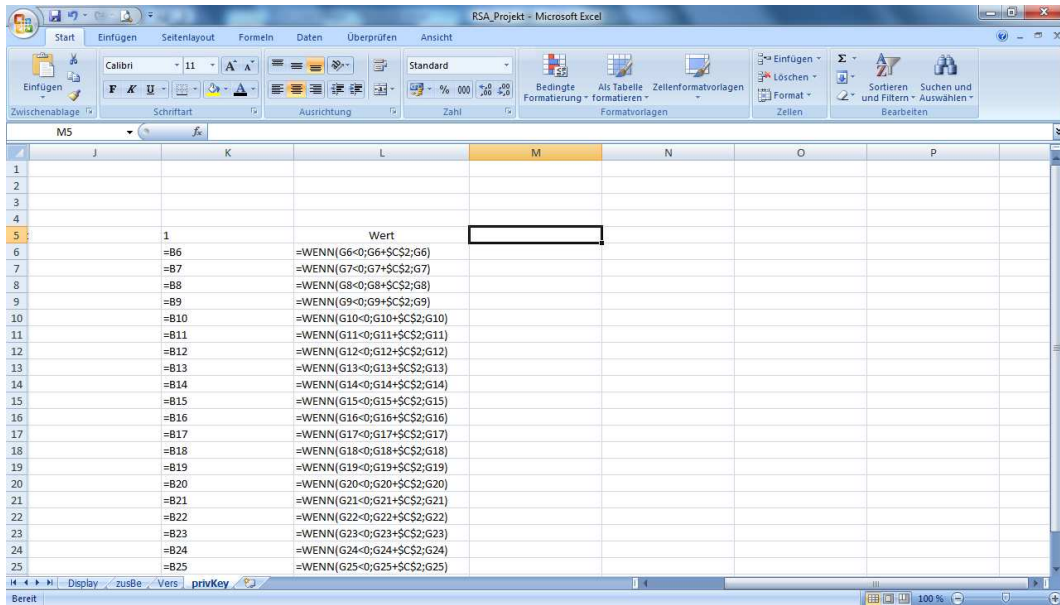 RSA_Projekt - Microsoft Excel
Start Einfügen Seitenlayout Formeln Daten Überprüfen Ansicht
Einfügen
Calibri 11 A A
F K U A
Standard
% 000
Bedingte Formatierung
Als Tabelle formatieren
Zellenformatvorlagen
Einfügen
Löschen
Format
Σ
Sortieren und Filtern
Suchen und Auswählen
Zwischenablage Schriftart Ausrichtung Zahl Formatvorlagen Zellen Bearbeiten
M5 fx
J K L M N O P
1
2
3
4
5 1 Wert
6 =B6 =WENN(G6<0;G6+$C$2;G6)
7 =B7 =WENN(G7<0;G7+$C$2;G7)
8 =B8 =WENN(G8<0;G8+$C$2;G8)
9 =B9 =WENN(G9<0;G9+$C$2;G9)
10 =B10 =WENN(G10<0;G10+$C$2;G10)
11 =B11 =WENN(G11<0;G11+$C$2;G11)
12 =B12 =WENN(G12<0;G12+$C$2;G12)
13 =B13 =WENN(G13<0;G13+$C$2;G13)
14 =B14 =WENN(G14<0;G14+$C$2;G14)
15 =B15 =WENN(G15<0;G15+$C$2;G15)
16 =B16 =WENN(G16<0;G16+$C$2;G16)
17 =B17 =WENN(G17<0;G17+$C$2;G17)
18 =B18 =WENN(G18<0;G18+$C$2;G18)
19 =B19 =WENN(G19<0;G19+$C$2;G19)
20 =B20 =WENN(G20<0;G20+$C$2;G20)
21 =B21 =WENN(G21<0;G21+$C$2;G21)
22 =B22 =WENN(G22<0;G22+$C$2;G22)
23 =B23 =WENN(G23<0;G23+$C$2;G23)
24 =B24 =WENN(G24<0;G24+$C$2;G24)
25 =B25 =WENN(G25<0;G25+$C$2;G25)
Display zusBe Vers privKey
Bereit 100 %